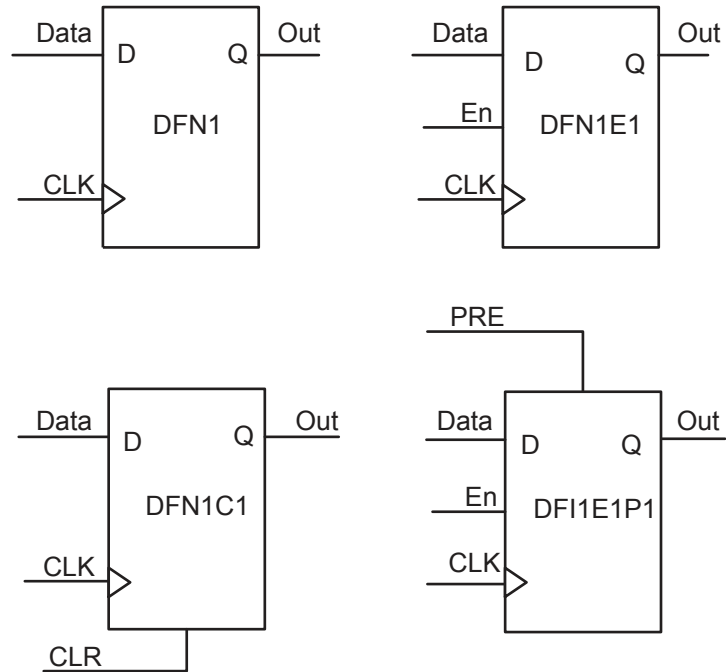 Data
D
Q
Out
DFN1
CLK
Data
D
Q
Out
En
DFN1E1
CLK
Data
D
Q
Out
DFN1C1
CLK
CLR
PRE
Data
D
Q
Out
En
DFI1E1P1
CLK